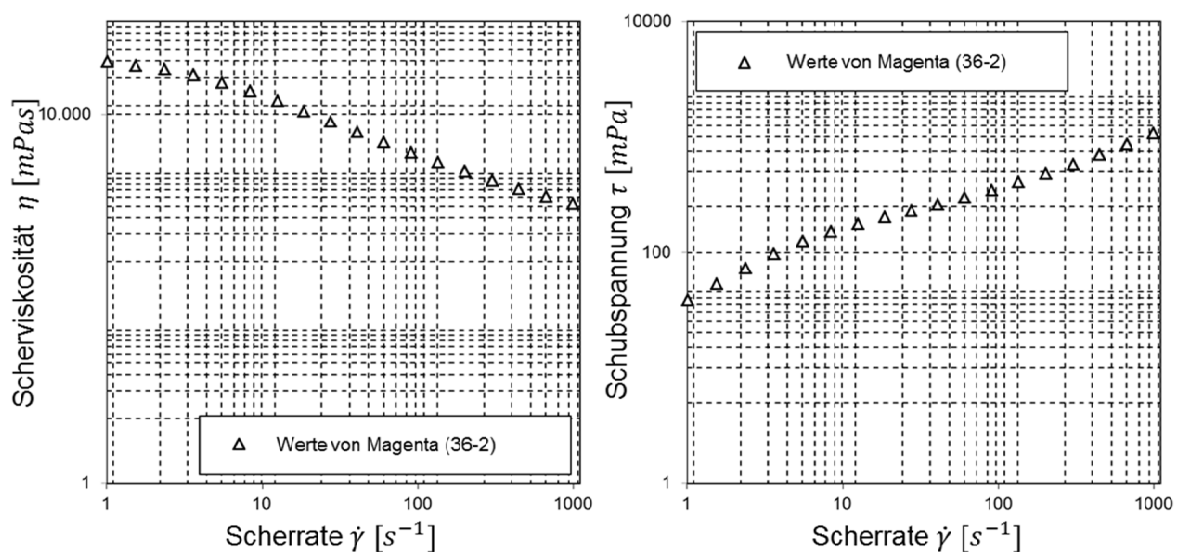 Scherviskosität η [mPas]
10.000
1
Werte von Magenta (36-2)
1 10 100 1000
Scherrate γ̇ [s⁻¹]
Schubspannung τ [mPa]
10000
100
1
Werte von Magenta (36-2)
1 10 100 1000
Scherrate γ̇ [s⁻¹]